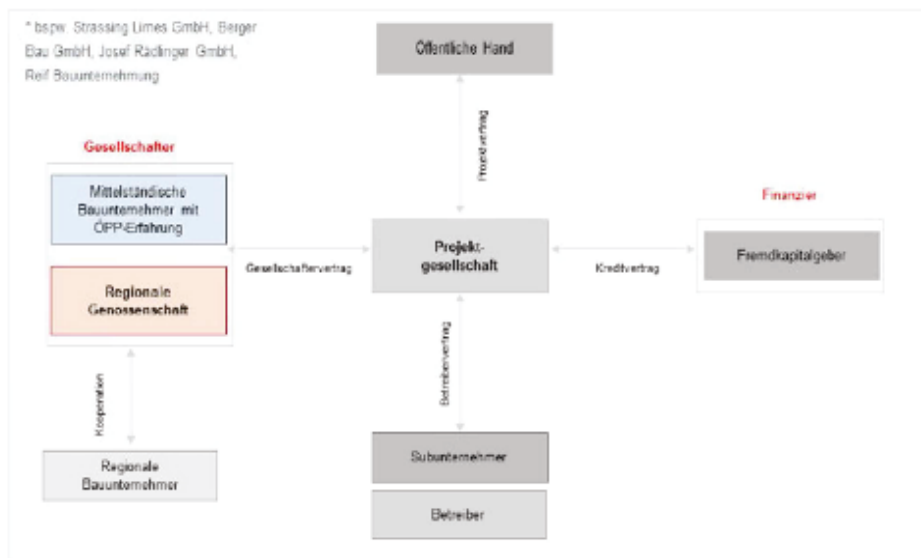 * bspw. Strassing Limes GmbH, Berger
Bau GmbH, Josef Rädlinger GmbH,
Reif Bauunternehmung
Öffentliche Hand
Projektvertrag
Gesellschafter
Mittelständische
Bauunternehmer mit
ÖPP-Erfahrung
Regionale
Genossenschaft
Gesellschaftervertrag
Projekt-
gesellschaft
Kreditvertrag
Finanzier
Fremdkapitalgeber
Kooperation
Betreibervertrag
Regionale
Bauunternehmer
Subunternehmer
Betreiber